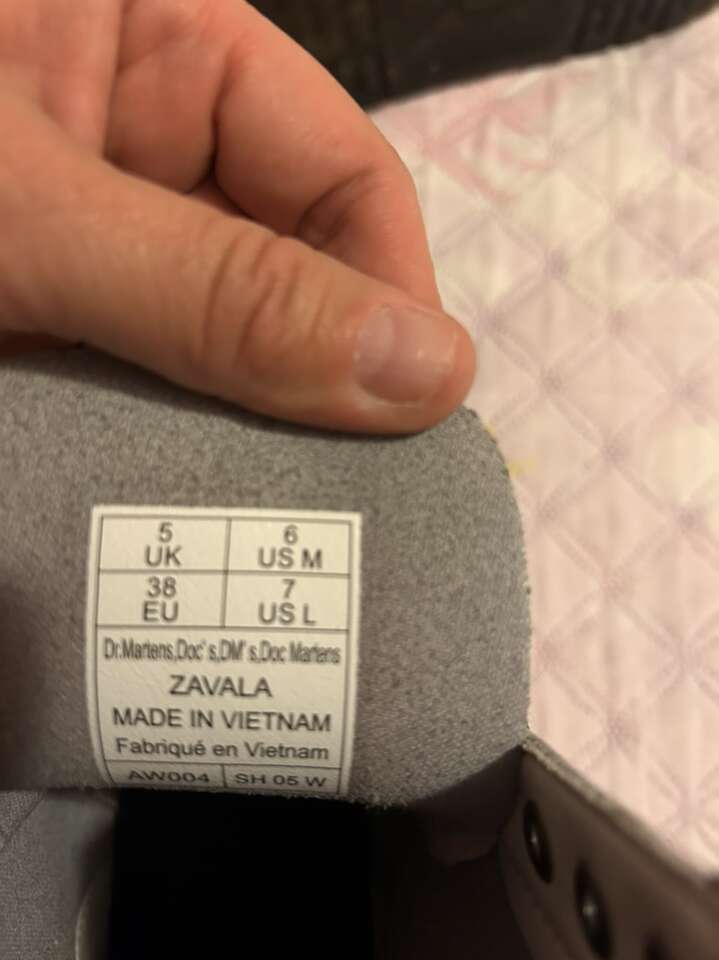 5 6
UK US M
38 7
EU US L
Dr.Martens,Doc' s,DM' s,Doc Martens
ZAVALA
MADE IN VIETNAM
Fabriqué en Vietnam
AW004 SH 05 W